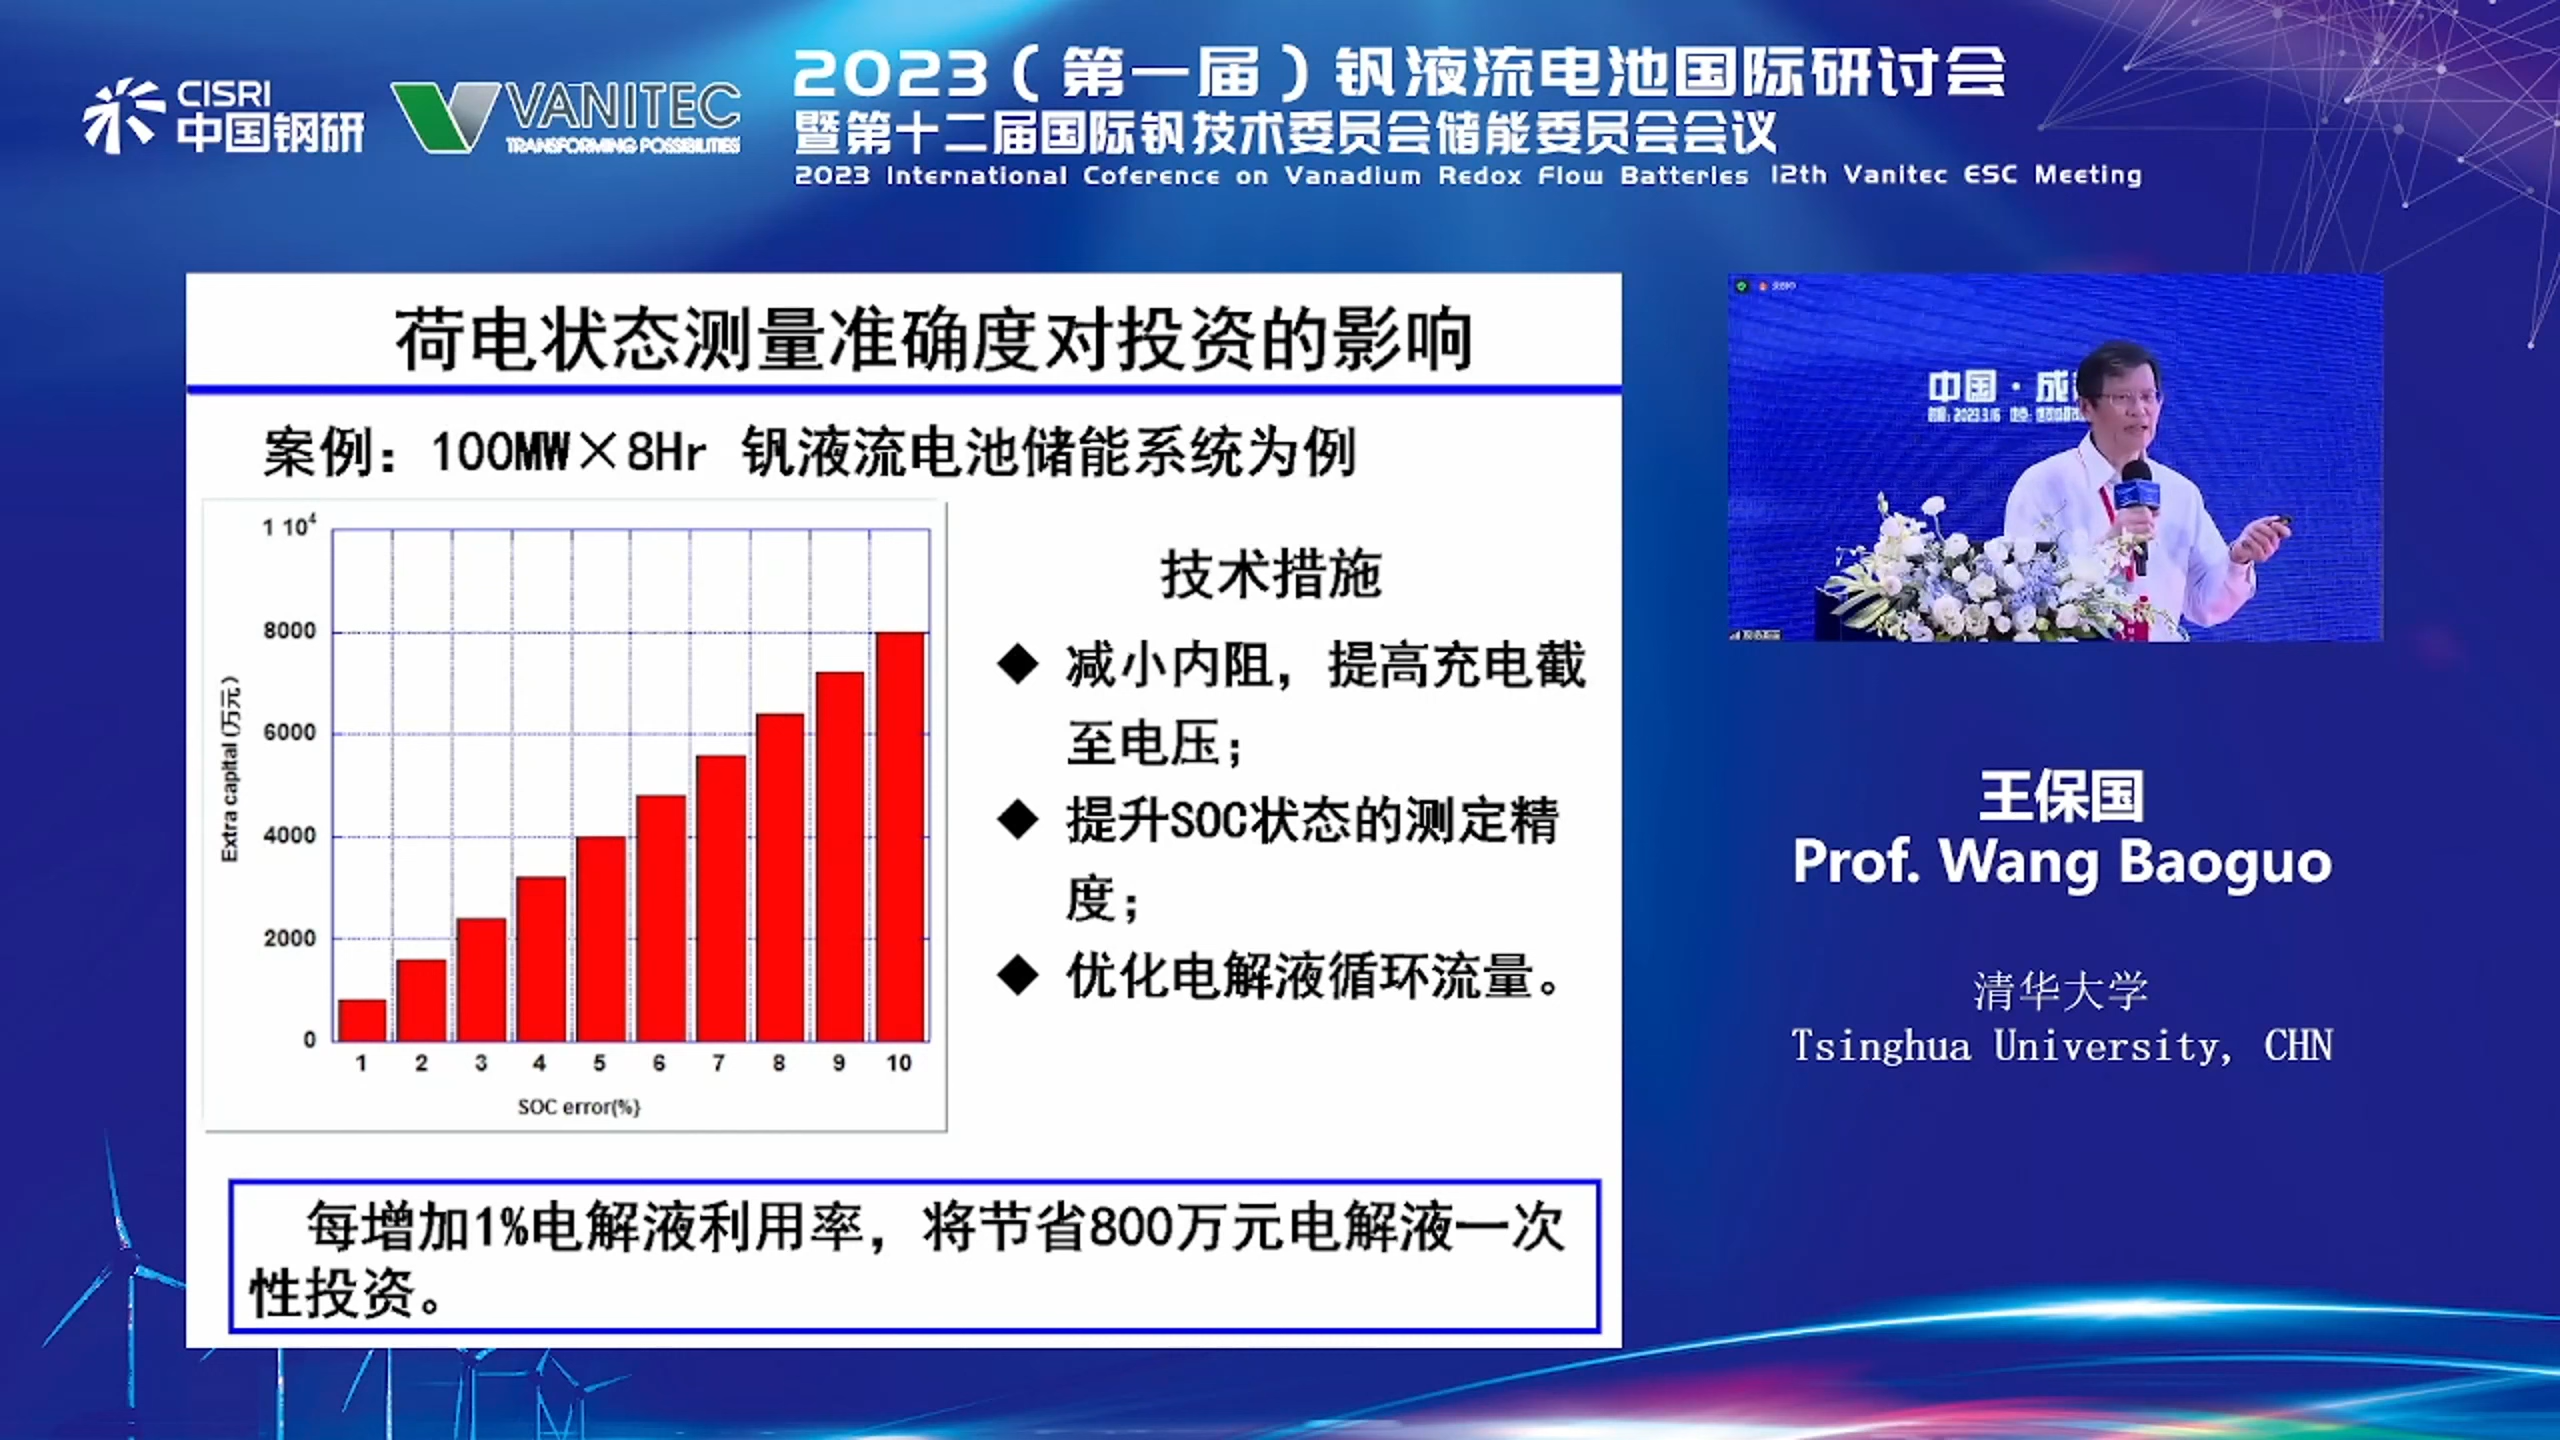 CISRI
中国钢研
VANITEC
TRANSFORMING POSSIBILITIES
2023（第一届）钒液流电池国际研讨会
暨第十二届国际钒技术委员会储能委员会会议
2023 International Coference on Vanadium Redox Flow Batteries 12th Vanitec ESC Meeting
荷电状态测量准确度对投资的影响
案例：100MW×8Hr 钒液流电池储能系统为例
1 10⁴
8000
6000
4000
2000
0
Extra capital (万元)
1 2 3 4 5 6 7 8 9 10
SOC error(%)
技术措施
◆ 减小内阻，提高充电截
至电压；
◆ 提升SOC状态的测定精
度；
◆ 优化电解液循环流量。
每增加1%电解液利用率，将节省800万元电解液一次
性投资。
中国·成
2023.3.16
王保国
Prof. Wang Baoguo
清华大学
Tsinghua University, CHN